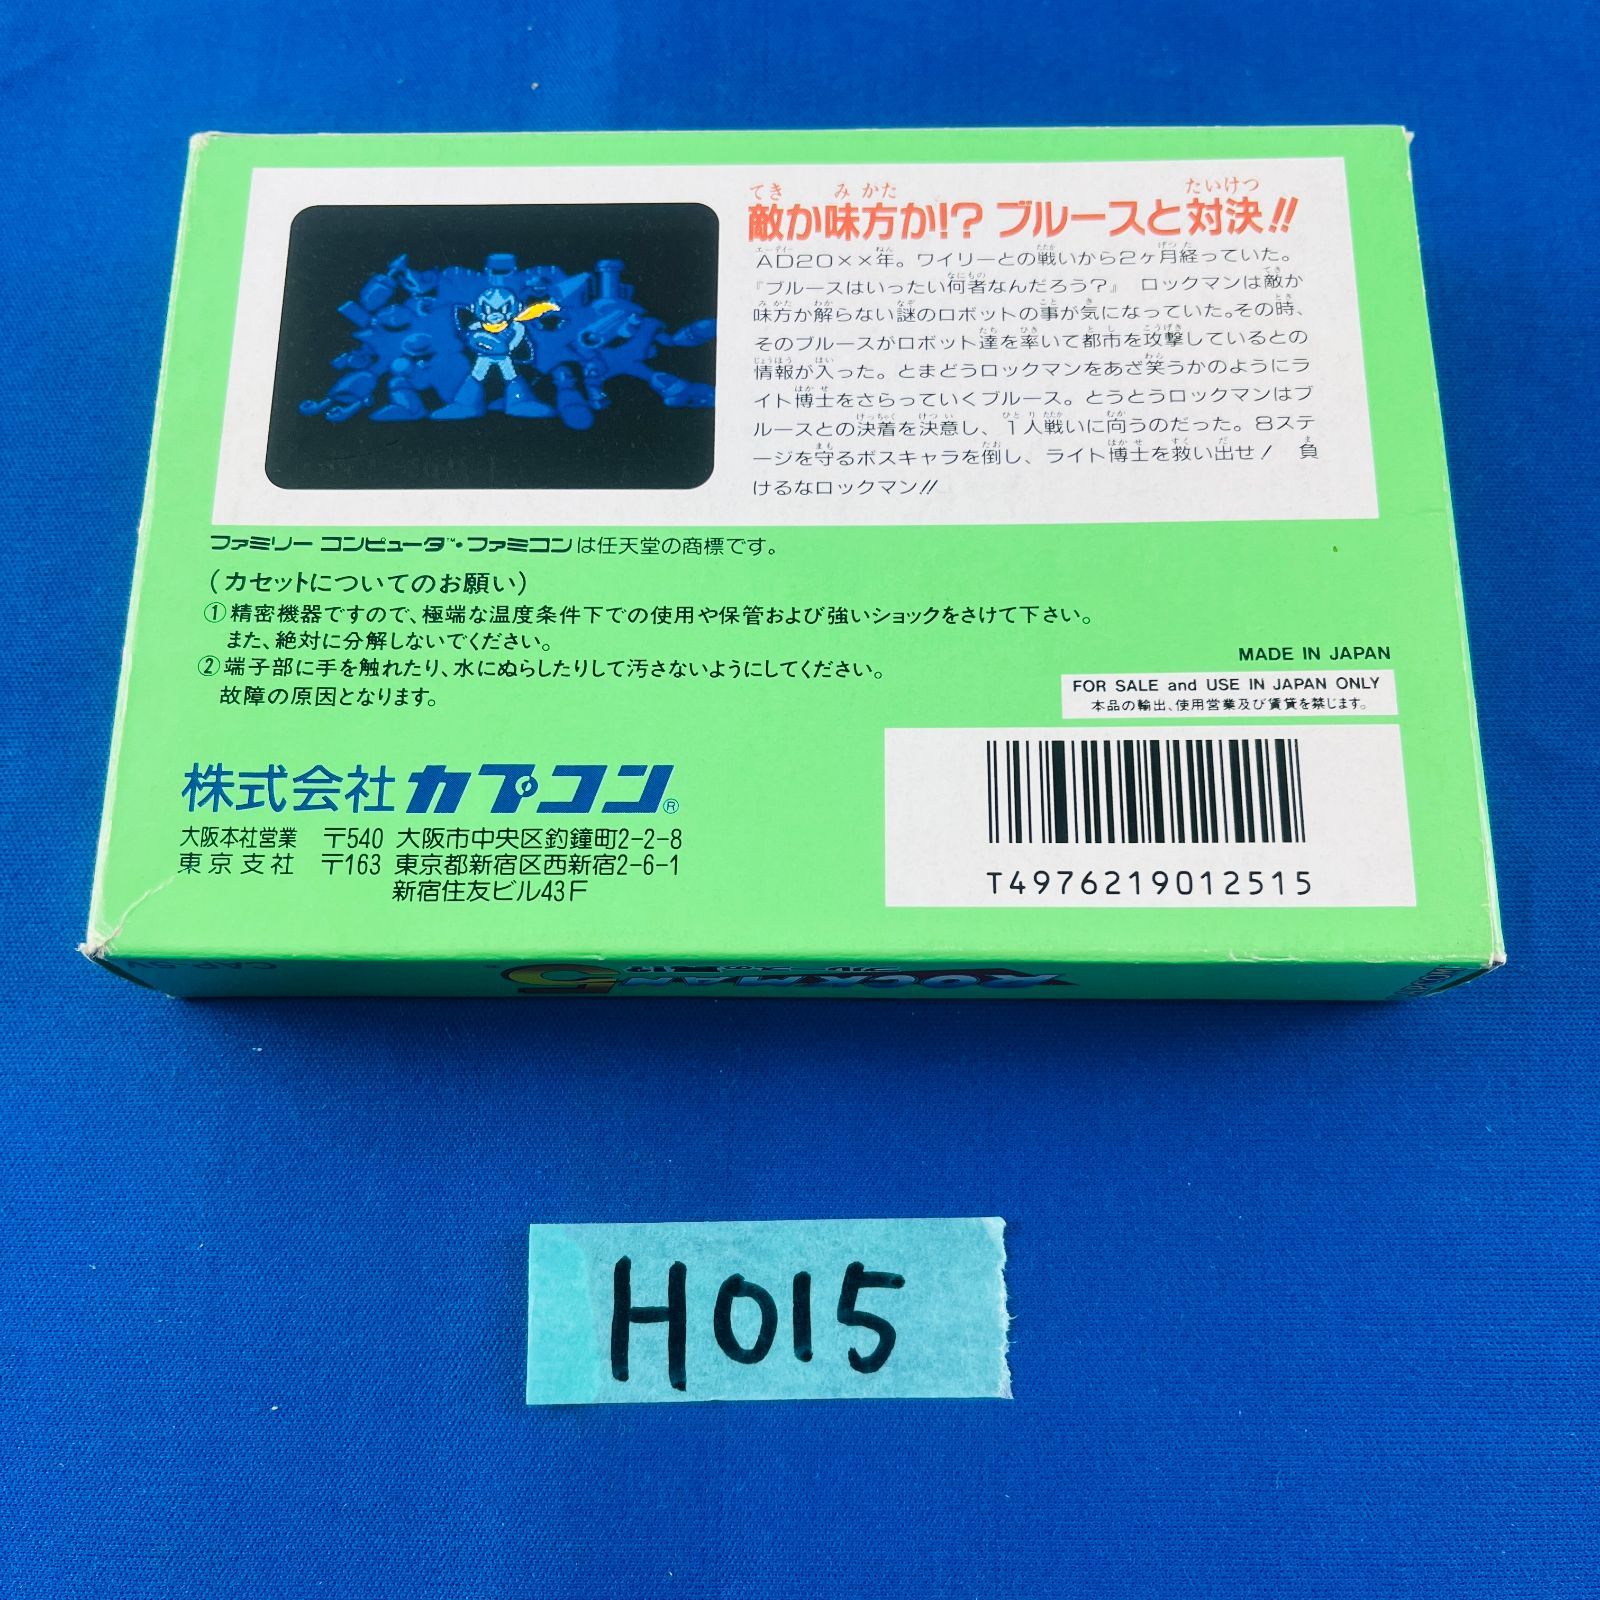 敵か味方か!? ブルースと対決!!
AD20××年。ワイリーとの戦いから2ヶ月経っていた。
『ブルースはいったい何者なんだろう?』 ロックマンは敵か
味方か解らない謎のロボットの事が気になっていた。その時、
そのブルースがロボット達を率いて都市を攻撃しているとの
情報が入った。とまどうロックマンをあざ笑うかのようにラ
イト博士をさらっていくブルース。とうとうロックマンはブ
ルースとの決着を決意し、1人戦いに向うのだった。8ステ
ージを守るボスキャラを倒し、ライト博士を救い出せ! 負
けるなロックマン!!
ファミリー コンピュータ™・ファミコンは任天堂の商標です。
(カセットについてのお願い)
①精密機器ですので、極端な温度条件下での使用や保管および強いショックをさけて下さい。
また、絶対に分解しないでください。
②端子部に手を触れたり、水にぬらしたりして汚さないようにしてください。
故障の原因となります。
MADE IN JAPAN
FOR SALE and USE IN JAPAN ONLY
本品の輸出、使用営業及び賃貸を禁じます。
株式会社 カプコン®
大阪本社営業 〒540 大阪市中央区釣鐘町2-2-8
東京支社 〒163 東京都新宿区西新宿2-6-1
新宿住友ビル43F
T4976219012515
CAP-5V
ROCKMAN 5
H015